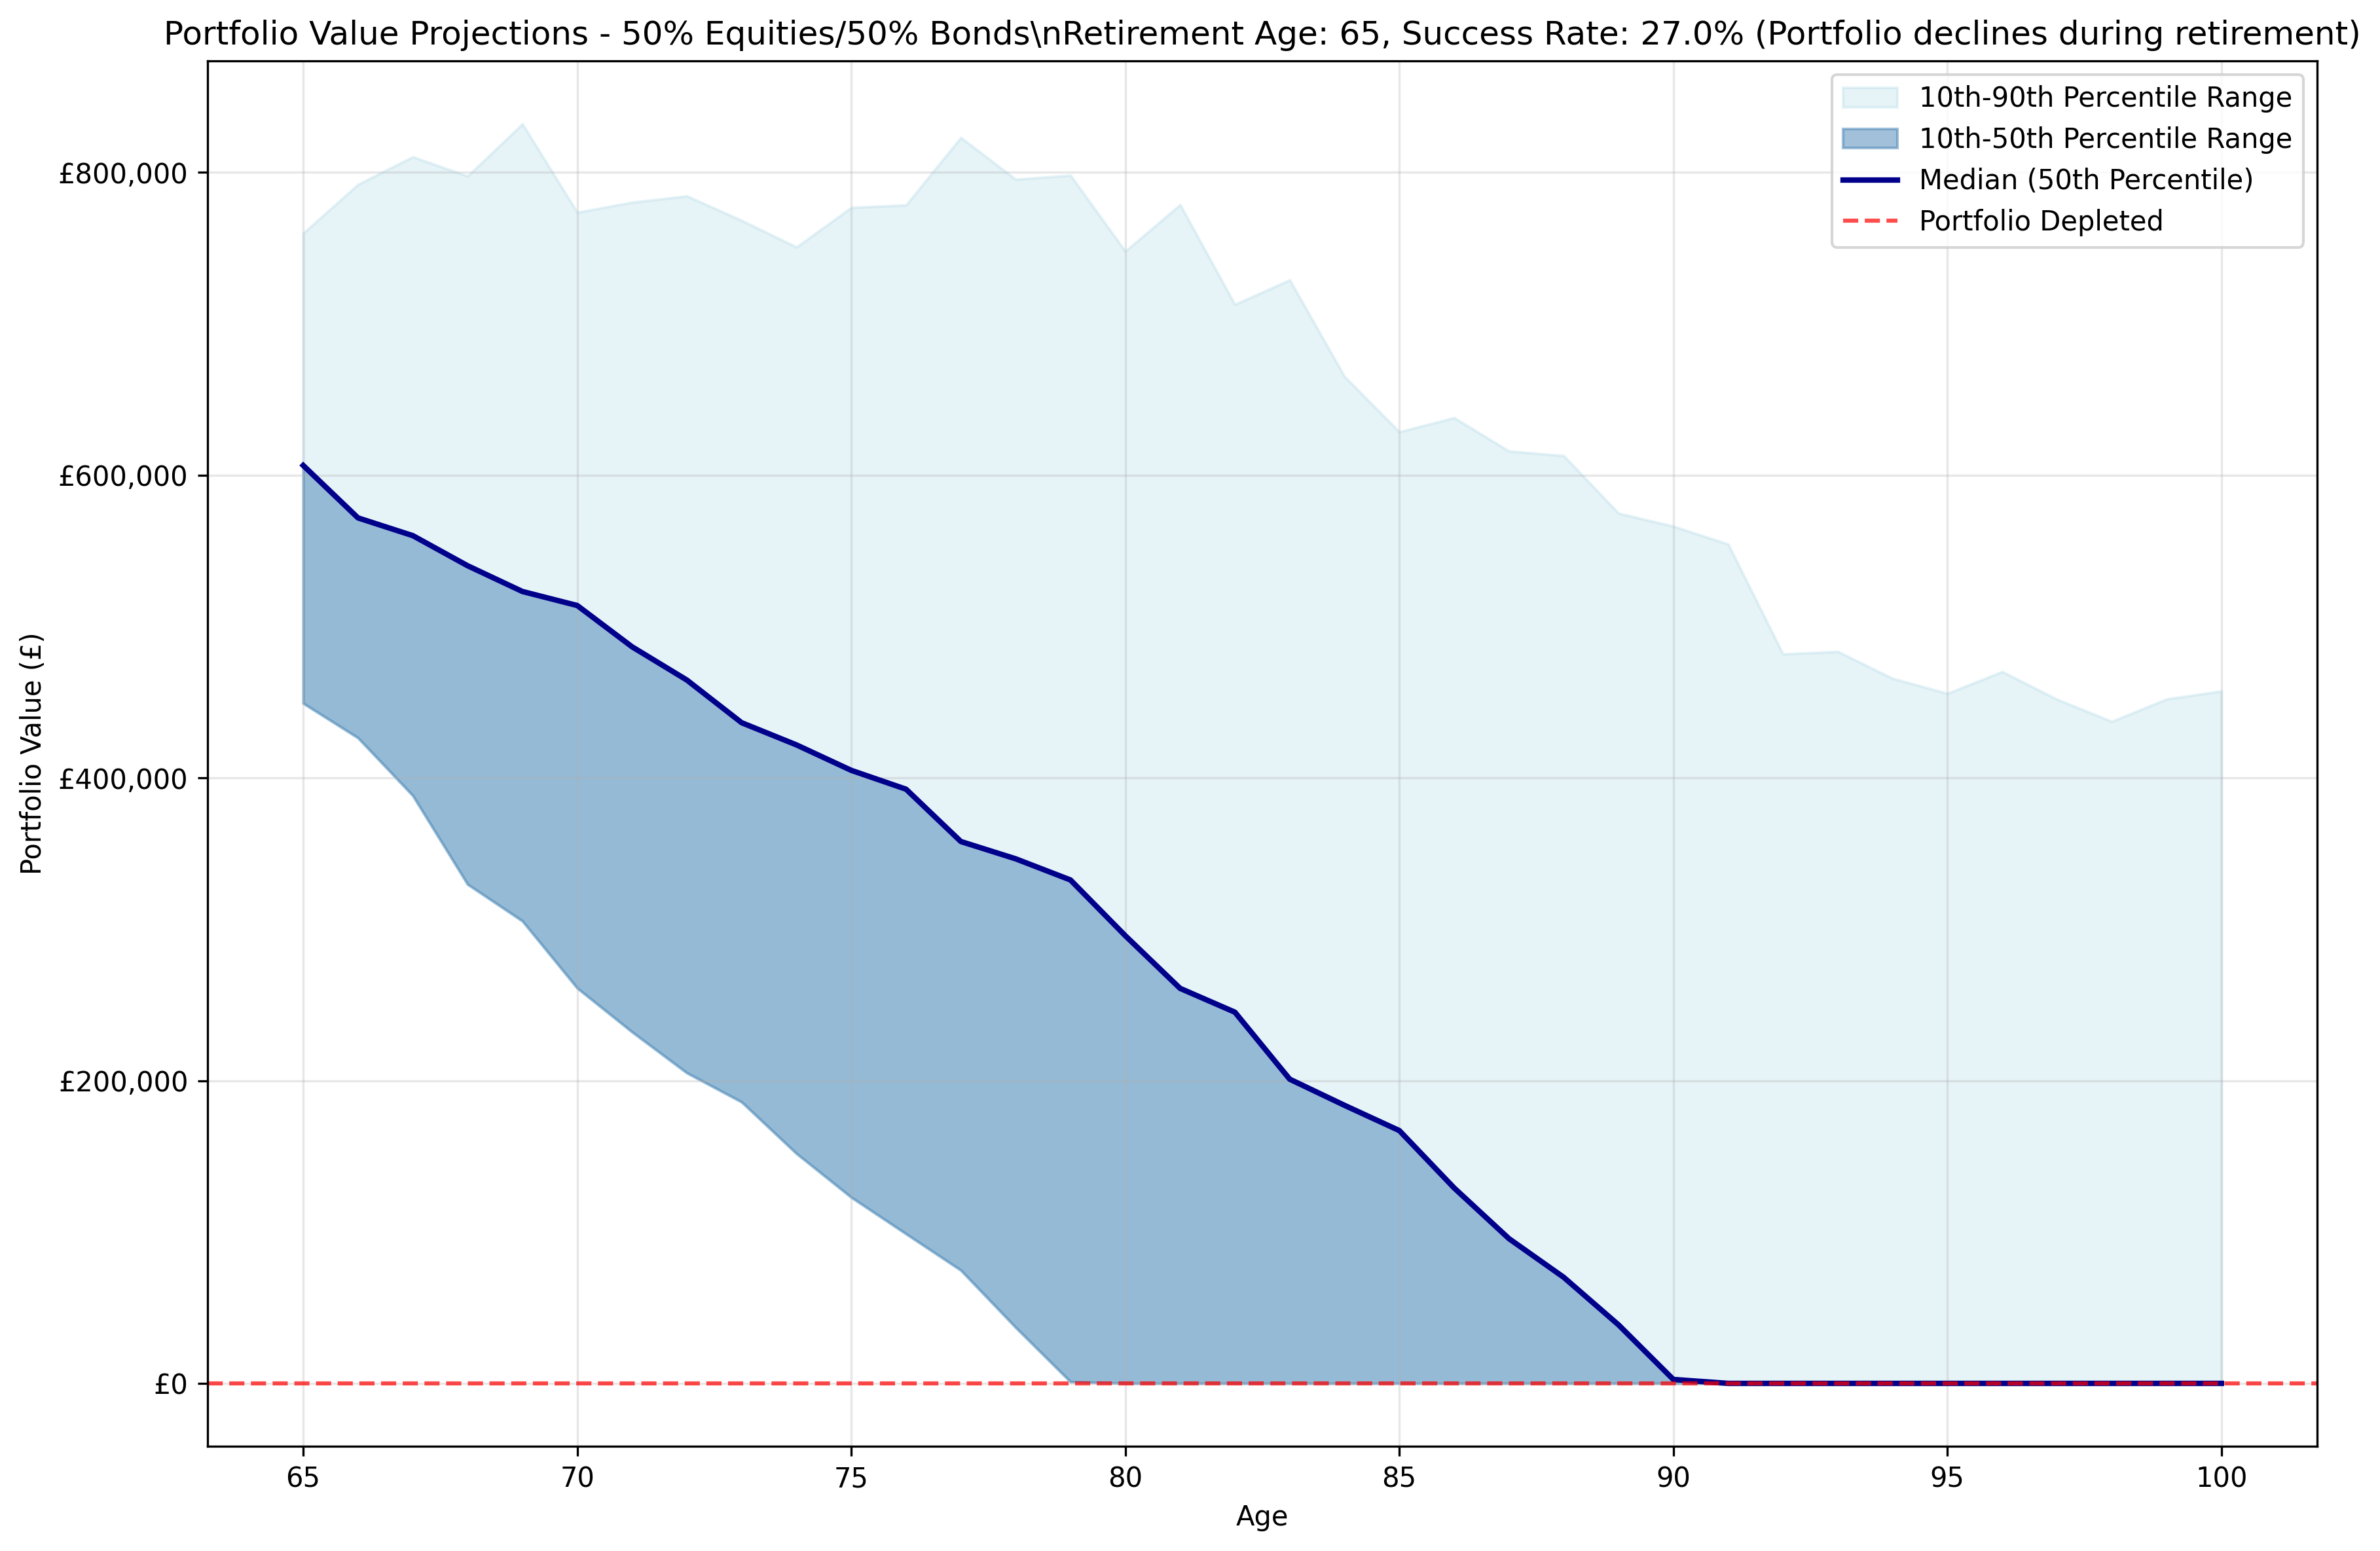 Portfolio Value Projections - 50% Equities/50% Bonds\nRetirement Age: 65, Success Rate: 27.0% (Portfolio declines during retirement)
10th-90th Percentile Range
10th-50th Percentile Range
Median (50th Percentile)
Portfolio Depleted
Portfolio Value (£)
£800,000
£600,000
£400,000
£200,000
£0
65 70 75 80 85 90 95 100
Age